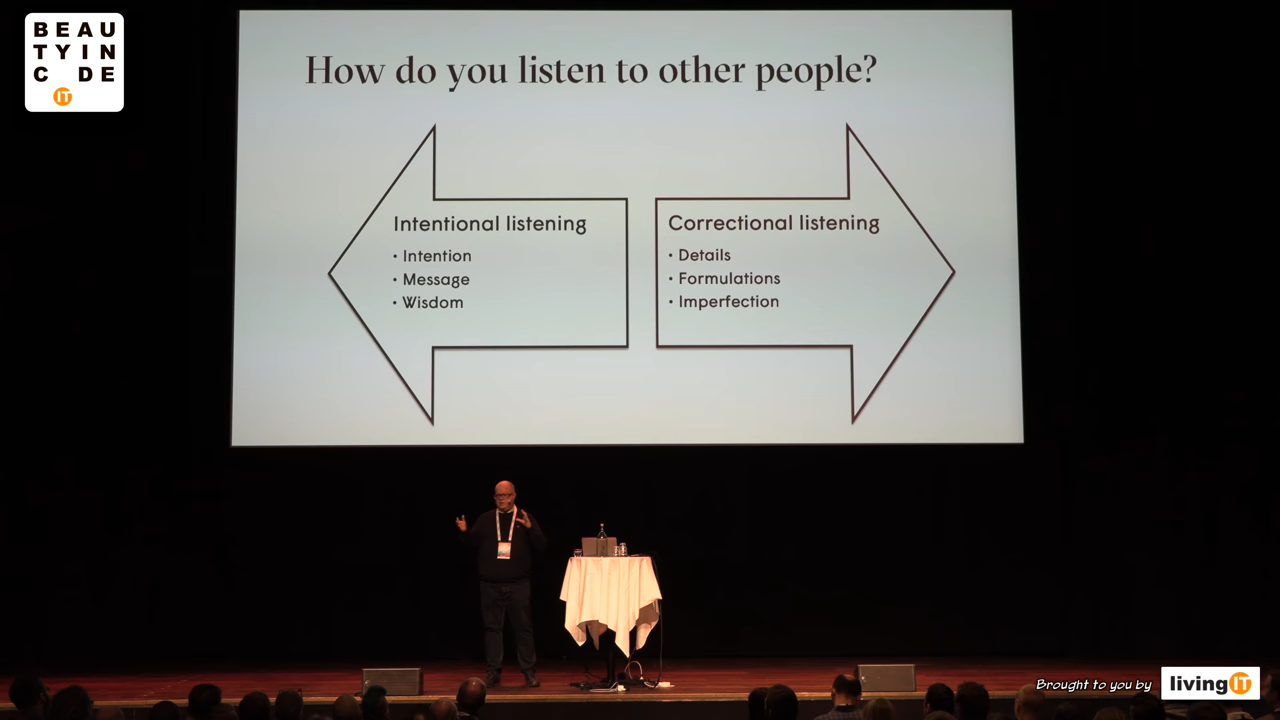 BEAU
TYIN
C DE
IT
How do you listen to other people?
Intentional listening
• Intention
• Message
• Wisdom
Correctional listening
• Details
• Formulations
• Imperfection
Brought to you by
livingIT